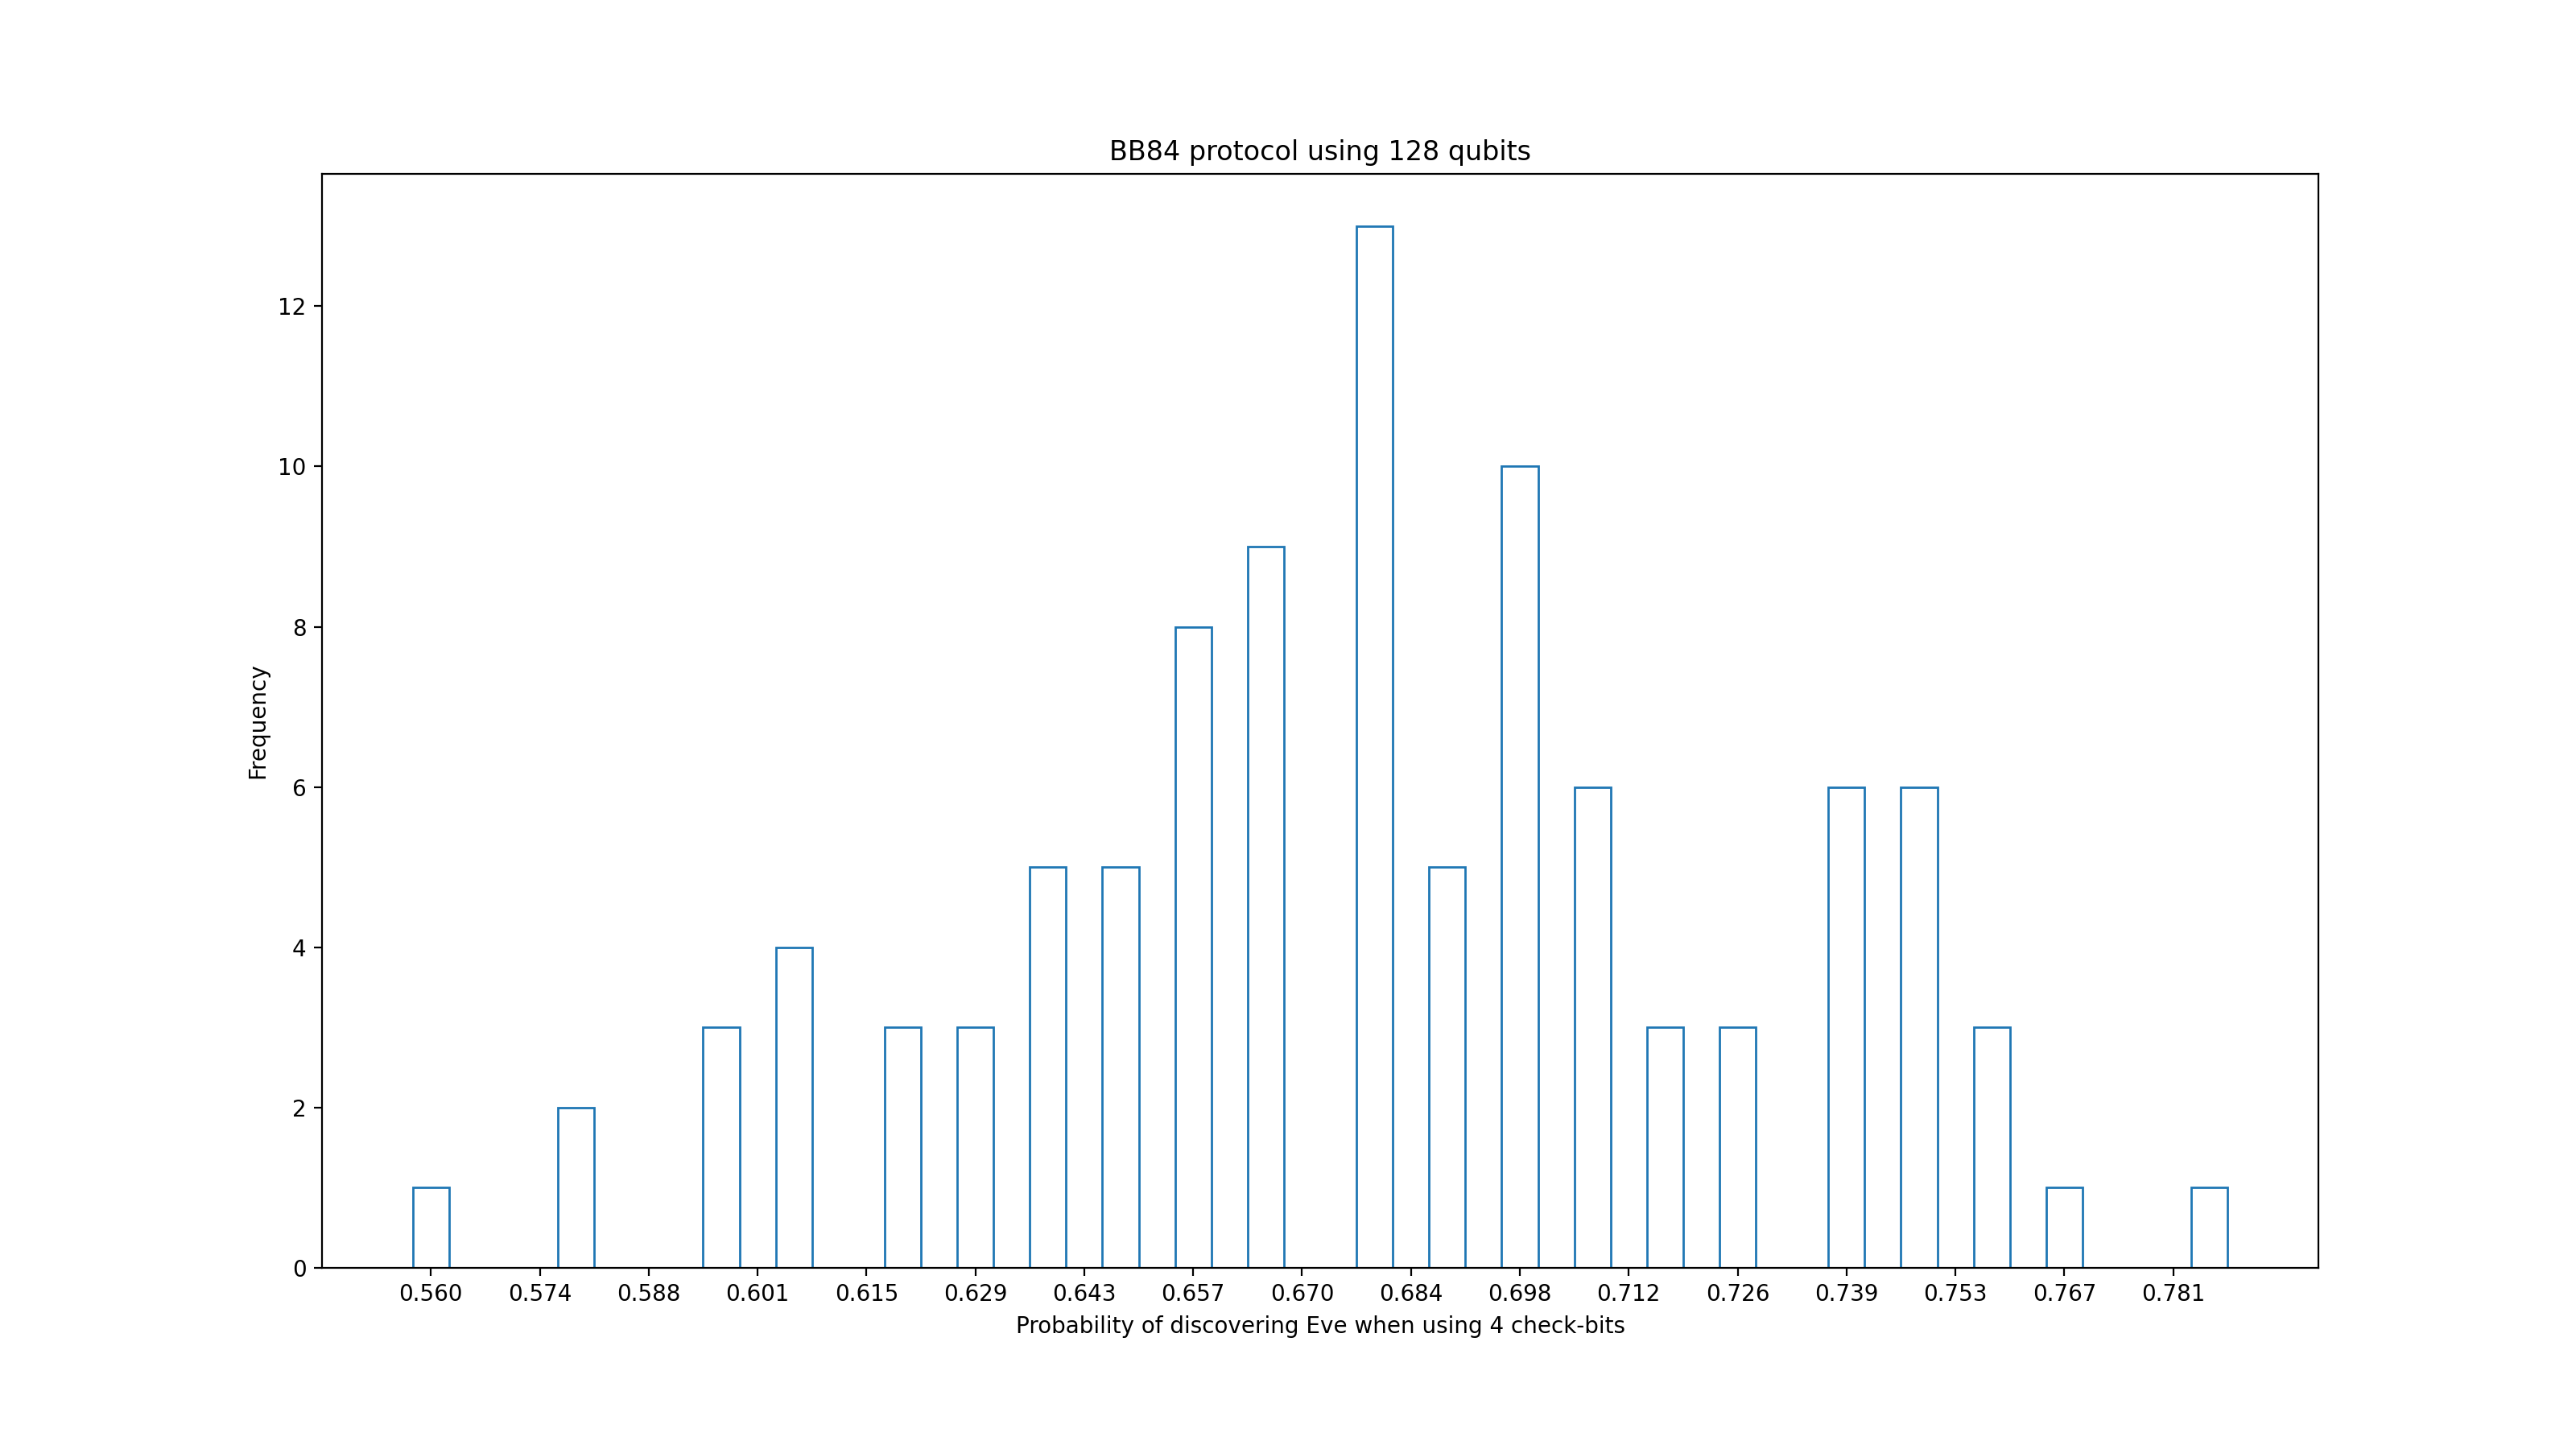 BB84 protocol using 128 qubits
12
10
8
6
4
2
0
Frequency
0.560 0.574 0.588 0.601 0.615 0.629 0.643 0.657 0.670 0.684 0.698 0.712 0.726 0.739 0.753 0.767 0.781
Probability of discovering Eve when using 4 check-bits